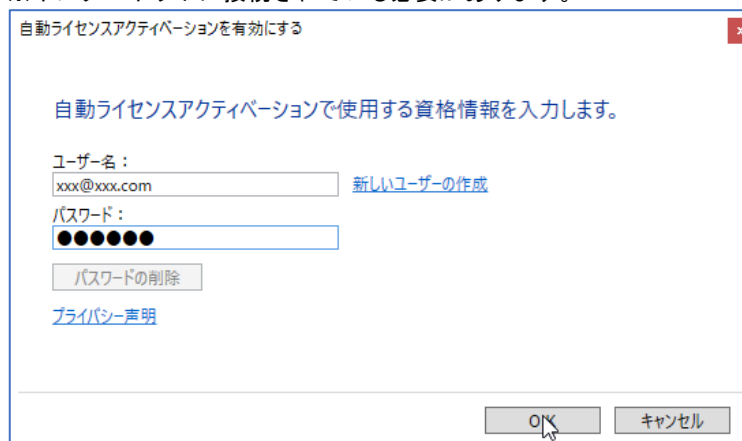 自動ライセンスアクティベーションを有効にする
自動ライセンスアクティベーションで使用する資格情報を入力します。
ユーザー名：
xxx@xxx.com 新しいユーザーの作成
パスワード：
●●●●●●
パスワードの削除
プライバシー声明
OK キャンセル